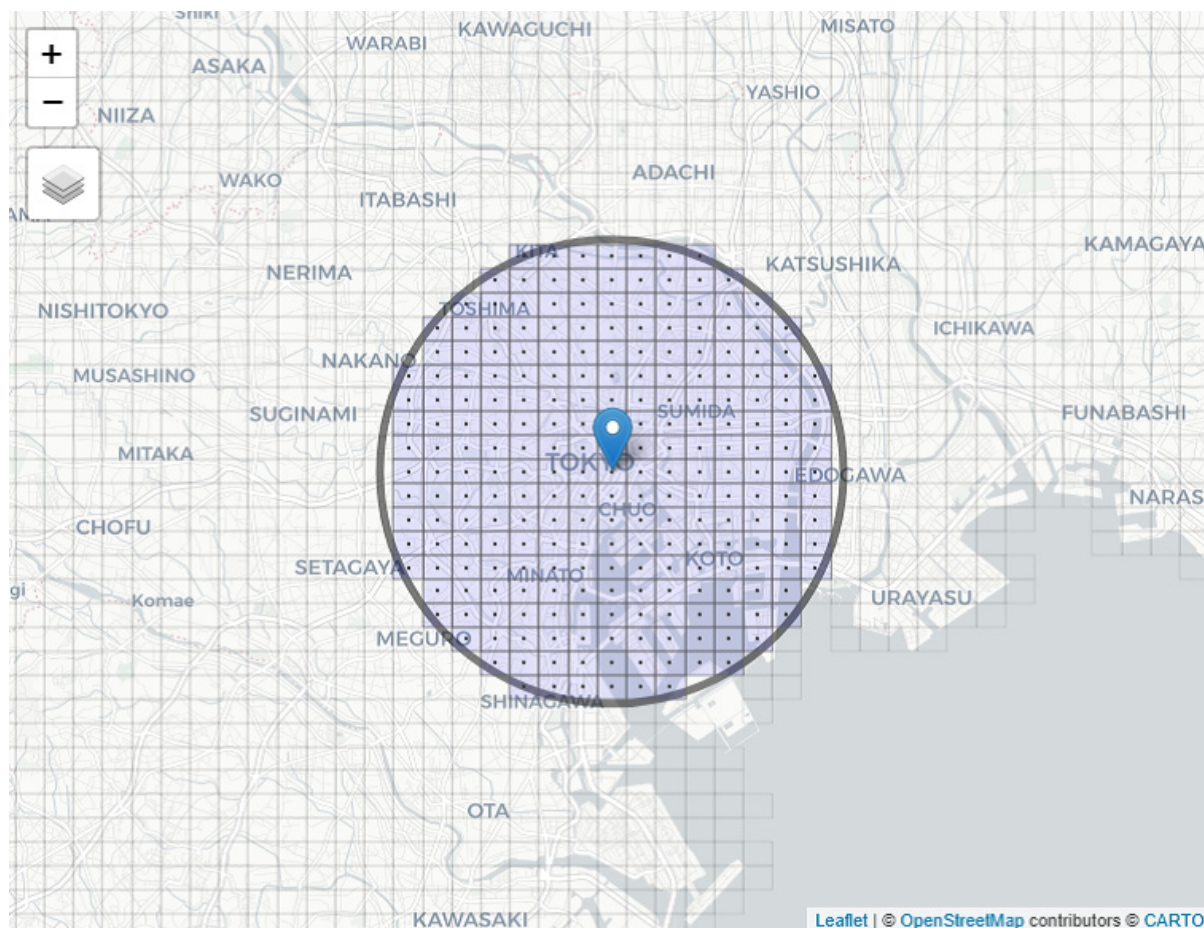 Shiki
KAWAGUCHI
MISATO
WARABI
ASAKA
+
−
YASHIO
NIIZA
ADACHI
WAKO
ITABASHI
KITA
KAMAGAYA
KATSUSHIKA
NERIMA
TOSHIMA
NISHITOKYO
ICHIKAWA
NAKANO
MUSASHINO
SUMIDA
SUGINAMI
FUNABASHI
MITAKA
TOKYO
EDOGAWA
NARAS
CHUO
CHOFU
KOTO
SETAGAYA
MINATO
gi
Komae
URAYASU
MEGURO
SHINAGAWA
OTA
KAWASAKI
Leaflet | © OpenStreetMap contributors © CARTO